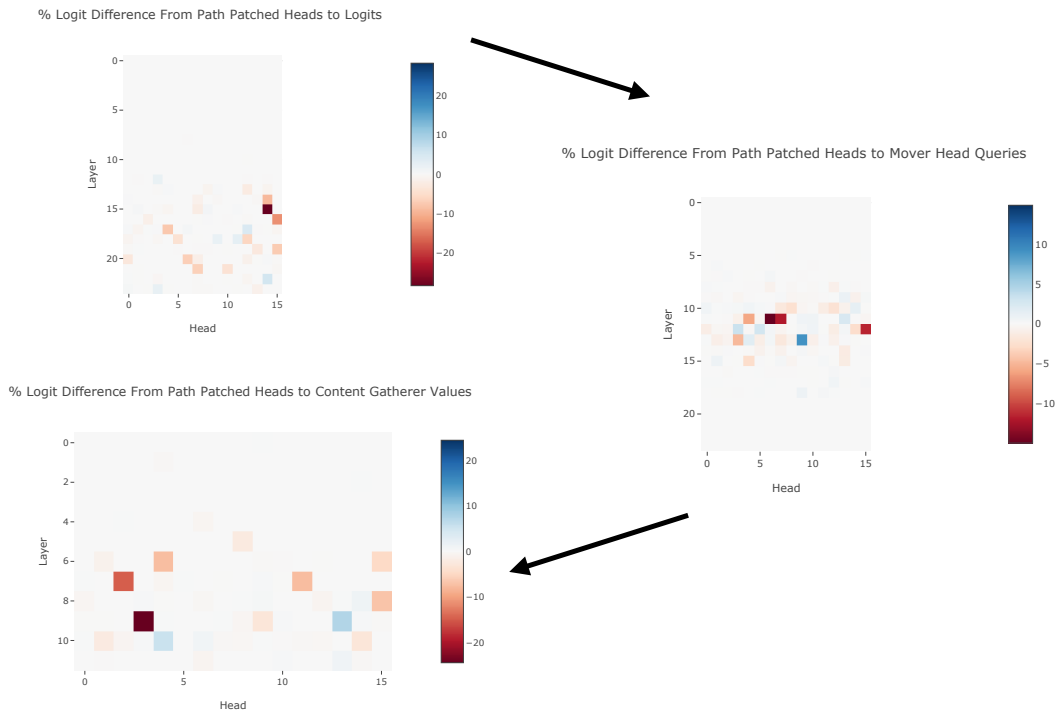 % Logit Difference From Path Patched Heads to Logits
0
5
10
15
20
Layer
0 5 10 15
Head
20
10
0
−10
−20
% Logit Difference From Path Patched Heads to Mover Head Queries
0
5
10
15
20
Layer
0 5 10 15
Head
10
5
0
−5
−10
% Logit Difference From Path Patched Heads to Content Gatherer Values
0
2
4
6
8
10
Layer
0 5 10 15
Head
20
10
0
−10
−20